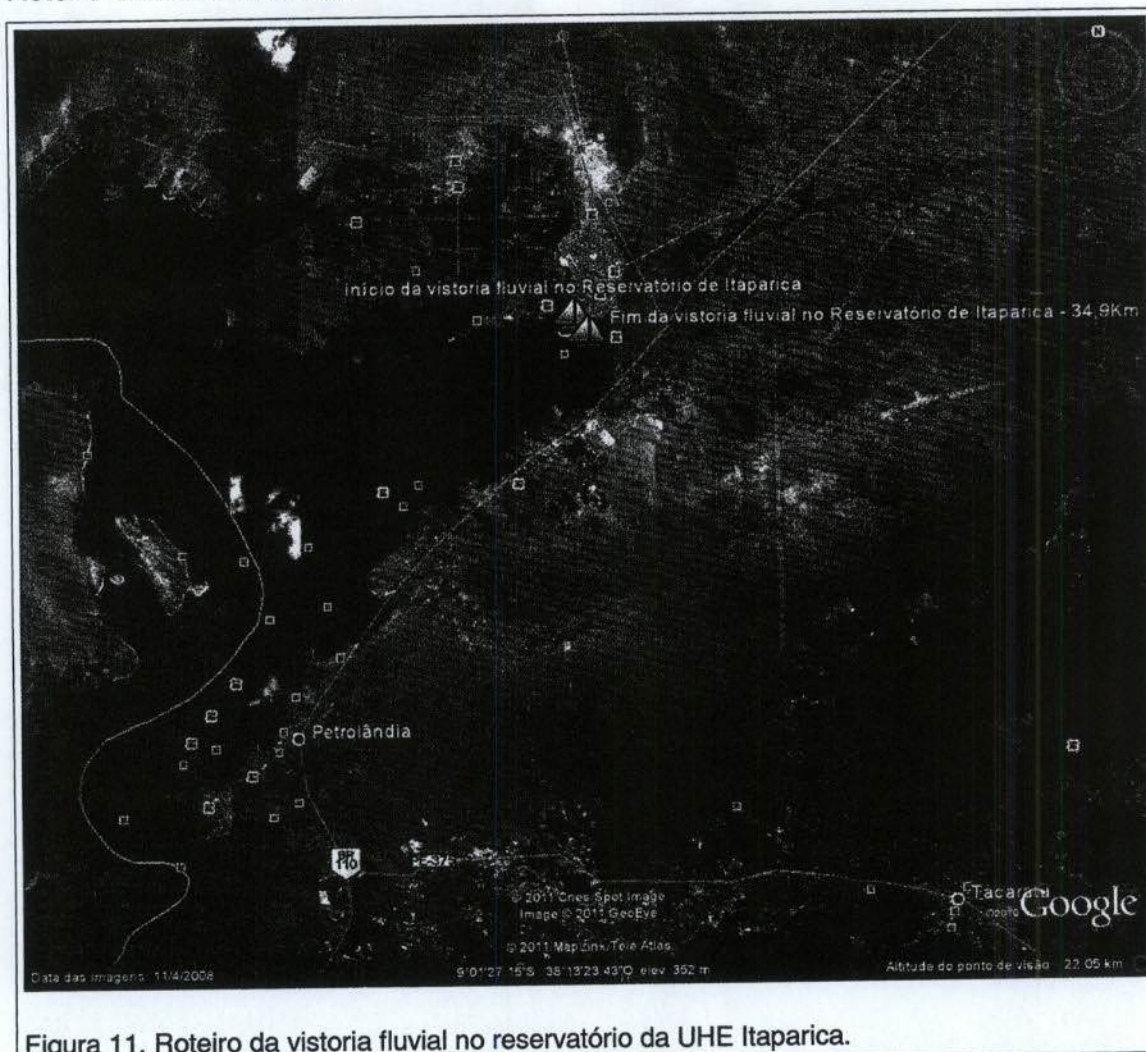 N
Início da vistoria fluvial no Reservatório de Itaparica
Fim da vistoria fluvial no Reservatório de Itaparica - 34,9Km
Petrolândia
BR
110
Tacaratu
© 2011 Cnes Spot Image
Image © 2011 GeoEye
© 2011 MapLink/Tele Atlas
Google
Data das imagens: 11/4/2008
9°01'27.15"S 38°13'23.43"O elev 352 m
Altitude do ponto de visão 22.05 km
Figura 11. Roteiro da vistoria fluvial no reservatório da UHE Itaparica.